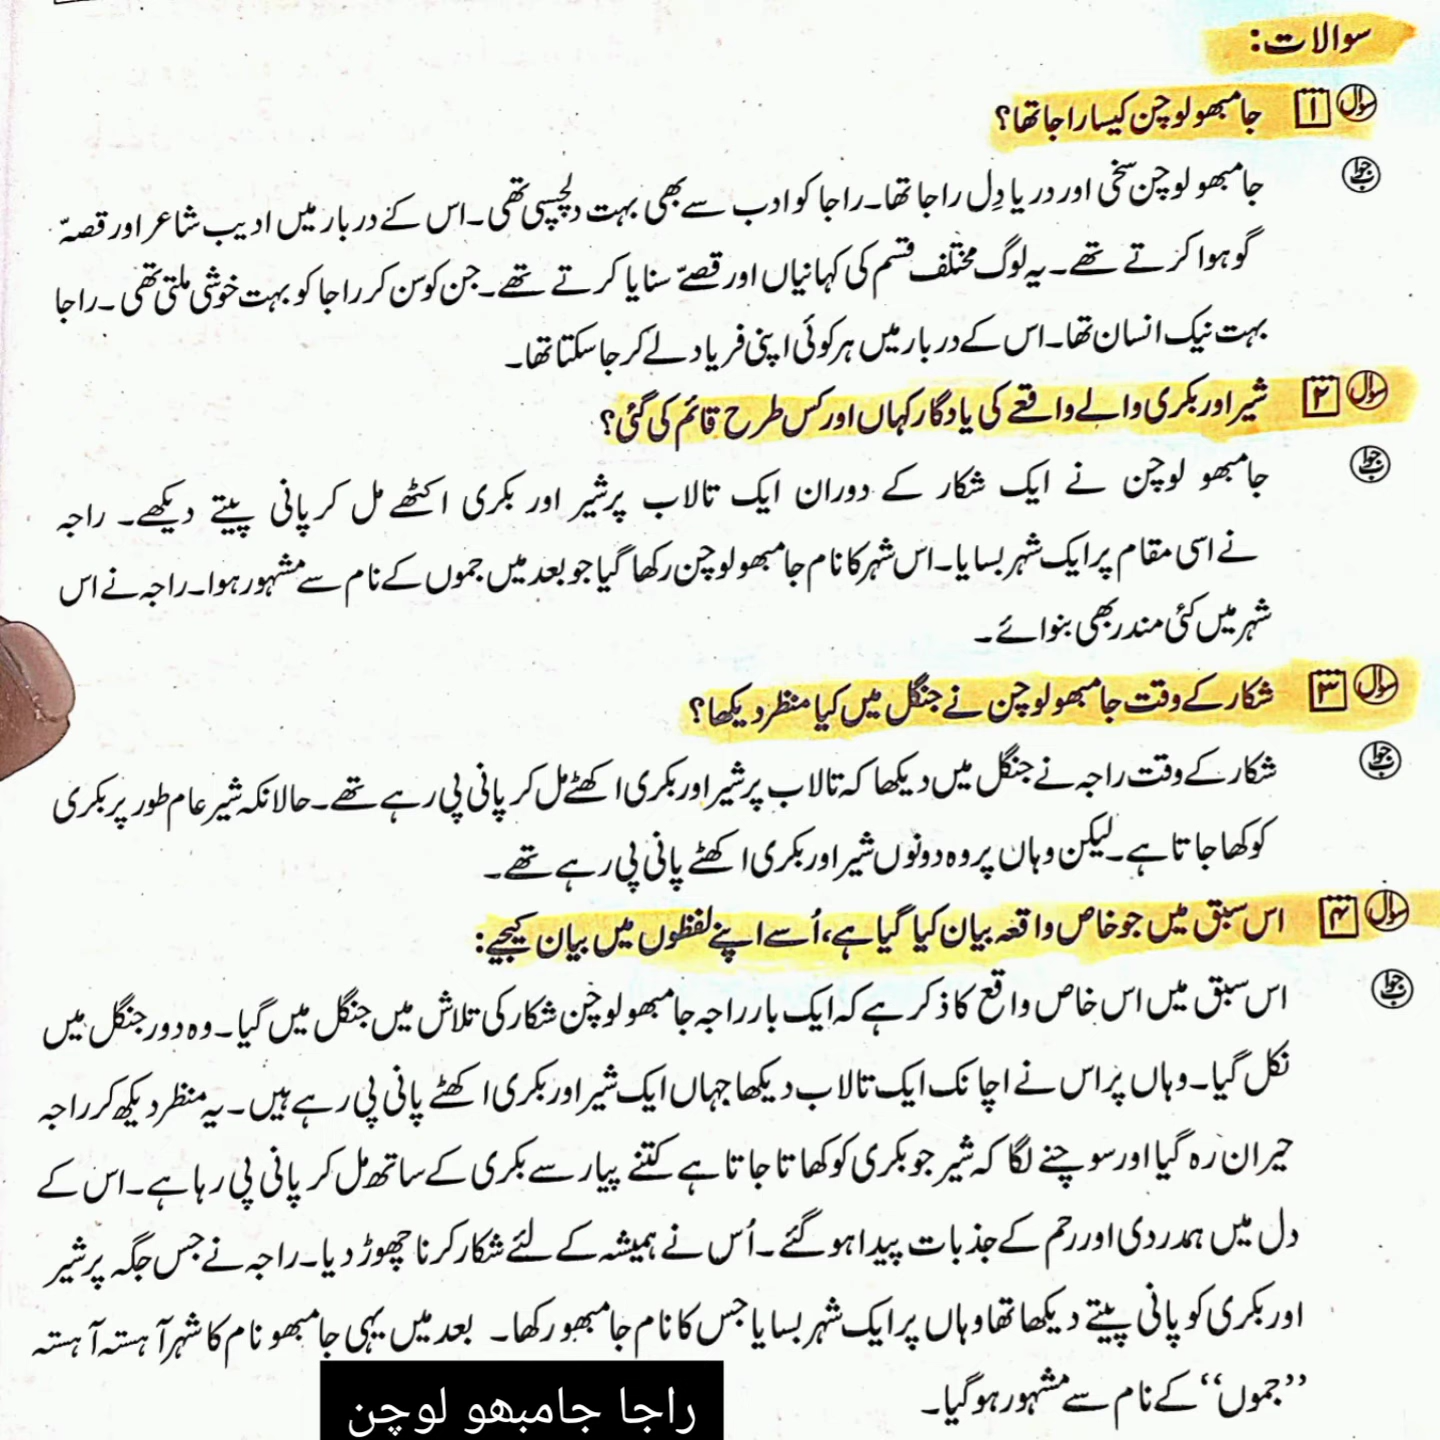 سوالات:
سوال ۱ جامبھولوچن کیسا راجا تھا؟
جواب جامبھو لوچن سخی اور دریا دِل راجا تھا۔ راجا کو ادب سے بھی بہت دلچسپی تھی۔ اس کے دربار میں ادیب شاعر اور قصہّ
گو ہوا کرتے تھے۔ یہ لوگ مختلف قسم کی کہانیاں اور قصےّ سنایا کرتے تھے۔ جن کو سن کر راجا کو بہت خوشی ملتی تھی۔ راجا
بہت نیک انسان تھا۔ اس کے دربار میں ہر کوئی اپنی فریاد لے کر جا سکتا تھا۔
سوال ۲ شیر اور بکری والے واقعے کی یادگار کہاں اور کس طرح قائم کی گئی؟
جواب جامبھو لوچن نے ایک شکار کے دوران ایک تالاب پر شیر اور بکری اکٹھے مل کر پانی پیتے دیکھے۔ راجہ
نے اسی مقام پر ایک شہر بسایا۔ اس شہر کا نام جامبھو لوچن رکھا گیا جو بعد میں جموں کے نام سے مشہور ہوا۔ راجہ نے اس
شہر میں کئی مندر بھی بنوائے۔
سوال ۳ شکار کے وقت جامبھو لوچن نے جنگل میں کیا منظر دیکھا؟
جواب شکار کے وقت راجہ نے جنگل میں دیکھا کہ تالاب پر شیر اور بکری اکھٹے مل کر پانی پی رہے تھے۔ حالانکہ شیر عام طور پر بکری
کو کھا جاتا ہے۔ لیکن وہاں پر وہ دونوں شیر اور بکری اکھٹے پانی پی رہے تھے۔
سوال ۴ اس سبق میں جو خاص واقعہ بیان کیا گیا ہے، اُسے اپنے لفظوں میں بیان کیجیے:
جواب اس سبق میں اس خاص واقع کا ذکر ہے کہ ایک بار راجہ جامبھو لوچن شکار کی تلاش میں جنگل میں گیا۔ وہ دور جنگل میں
نکل گیا۔ وہاں پر اس نے اچانک ایک تالاب دیکھا جہاں ایک شیر اور بکری اکھٹے پانی پی رہے ہیں۔ یہ منظر دیکھ کر راجہ
حیران رہ گیا اور سوچنے لگا کہ شیر جو بکری کو کھاتا جاتا ہے کتنے پیار سے بکری کے ساتھ مل کر پانی پی رہا ہے۔ اس کے
دل میں ہمدردی اور رحم کے جذبات پیدا ہو گئے۔ اُس نے ہمیشہ کے لئے شکار کرنا چھوڑ دیا۔ راجہ نے جس جگہ پر شیر
اور بکری کو پانی پیتے دیکھا تھا وہاں پر ایک شہر بسایا جس کا نام جامبھو رکھا۔ بعد میں یہی جامبھو نام کا شہر آہستہ آہستہ
”جموں“ کے نام سے مشہور ہو گیا۔
راجا جامبھو لوچن